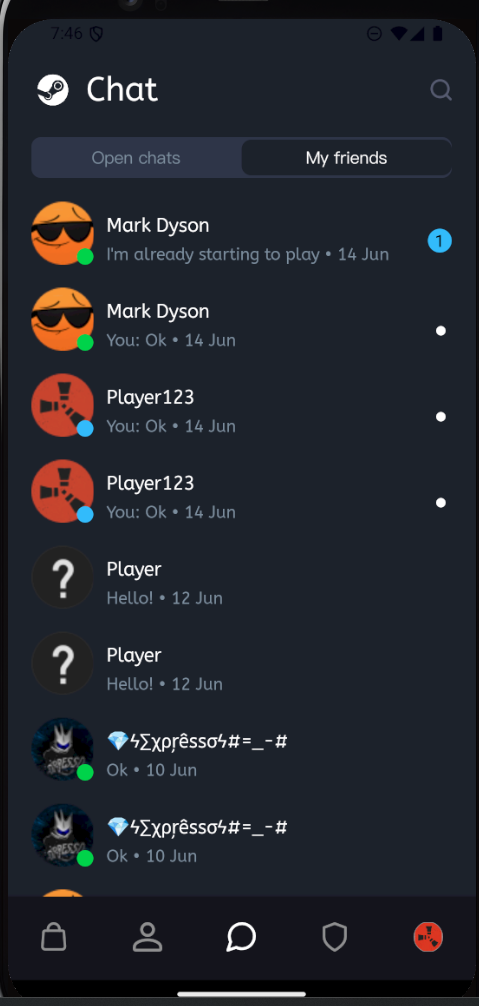 7:46
Chat
Open chats My friends
Mark Dyson
I'm already starting to play • 14 Jun
1
Mark Dyson
You: Ok • 14 Jun
Player123
You: Ok • 14 Jun
Player123
You: Ok • 14 Jun
?
Player
Hello! • 12 Jun
?
Player
Hello! • 12 Jun
💎ϟ∑χρŗêssσϟ#=_-#
Ok • 10 Jun
💎ϟ∑χρŗêssσϟ#=_-#
Ok • 10 Jun